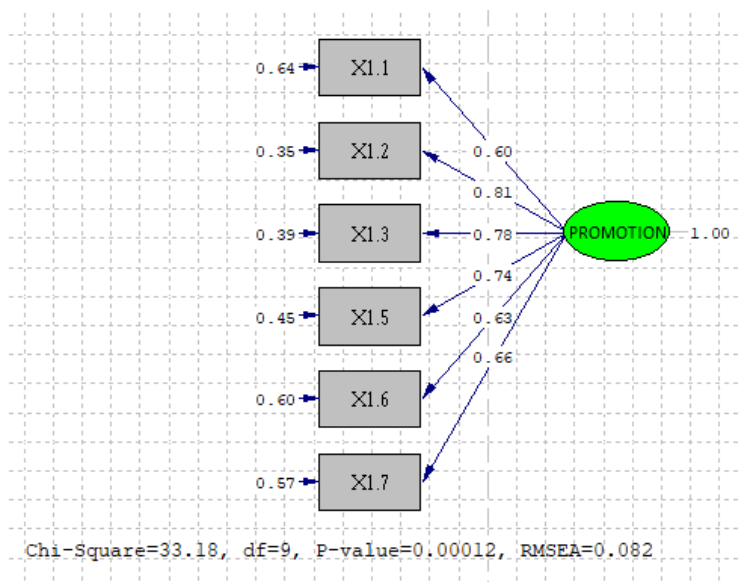 0.64 X1.1
0.60
0.35 X1.2
0.81
0.39 X1.3 0.78 PROMOTION 1.00
0.74
0.45 X1.5 0.63
0.66
0.60 X1.6
0.57 X1.7
Chi-Square=33.18, df=9, P-value=0.00012, RMSEA=0.082